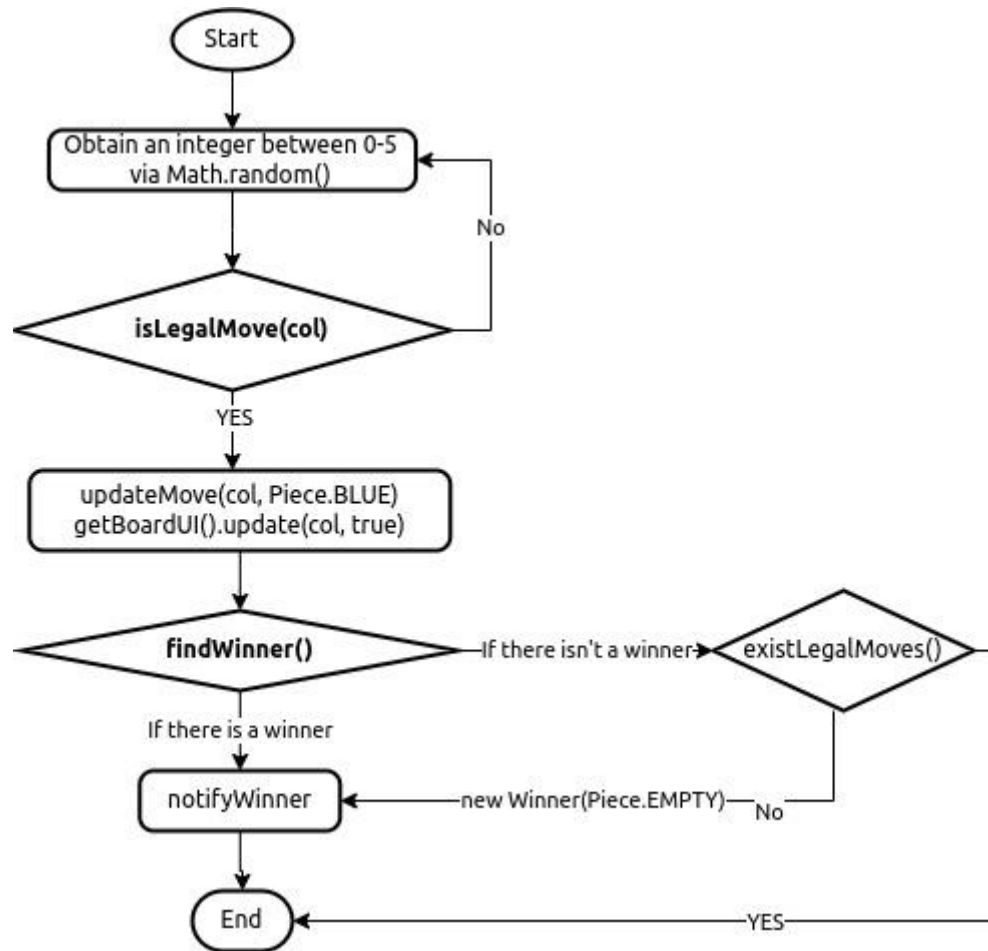 Start
Obtain an integer between 0-5
via Math.random()
No
isLegalMove(col)
YES
updateMove(col, Piece.BLUE)
getBoardUI().update(col, true)
findWinner()
If there isn't a winner
existLegalMoves()
If there is a winner
notifyWinner
new Winner(Piece.EMPTY)
No
End
YES